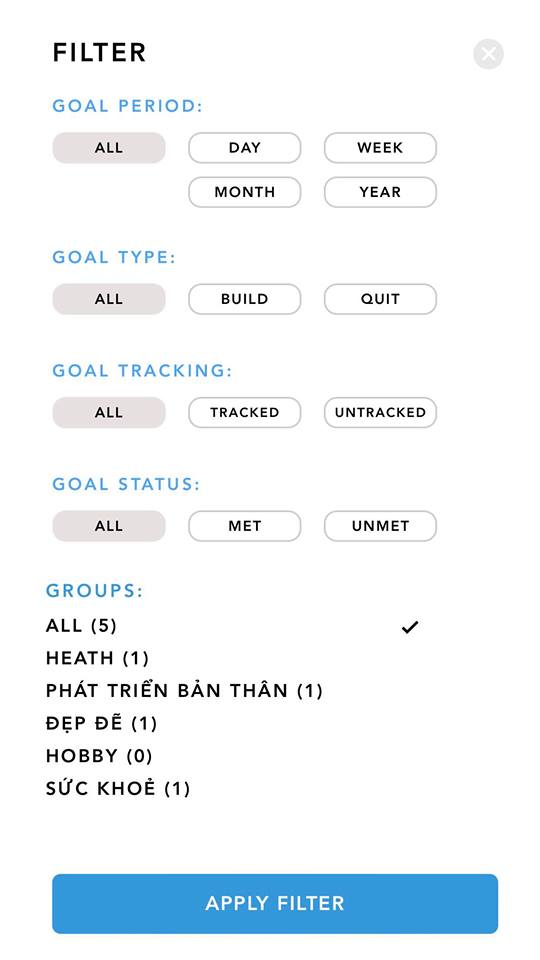 FILTER
GOAL PERIOD:
ALL DAY WEEK
MONTH YEAR
GOAL TYPE:
ALL BUILD QUIT
GOAL TRACKING:
ALL TRACKED UNTRACKED
GOAL STATUS:
ALL MET UNMET
GROUPS:
ALL (5)
HEATH (1)
PHÁT TRIỂN BẢN THÂN (1)
ĐẸP ĐẼ (1)
HOBBY (0)
SỨC KHOẺ (1)
APPLY FILTER